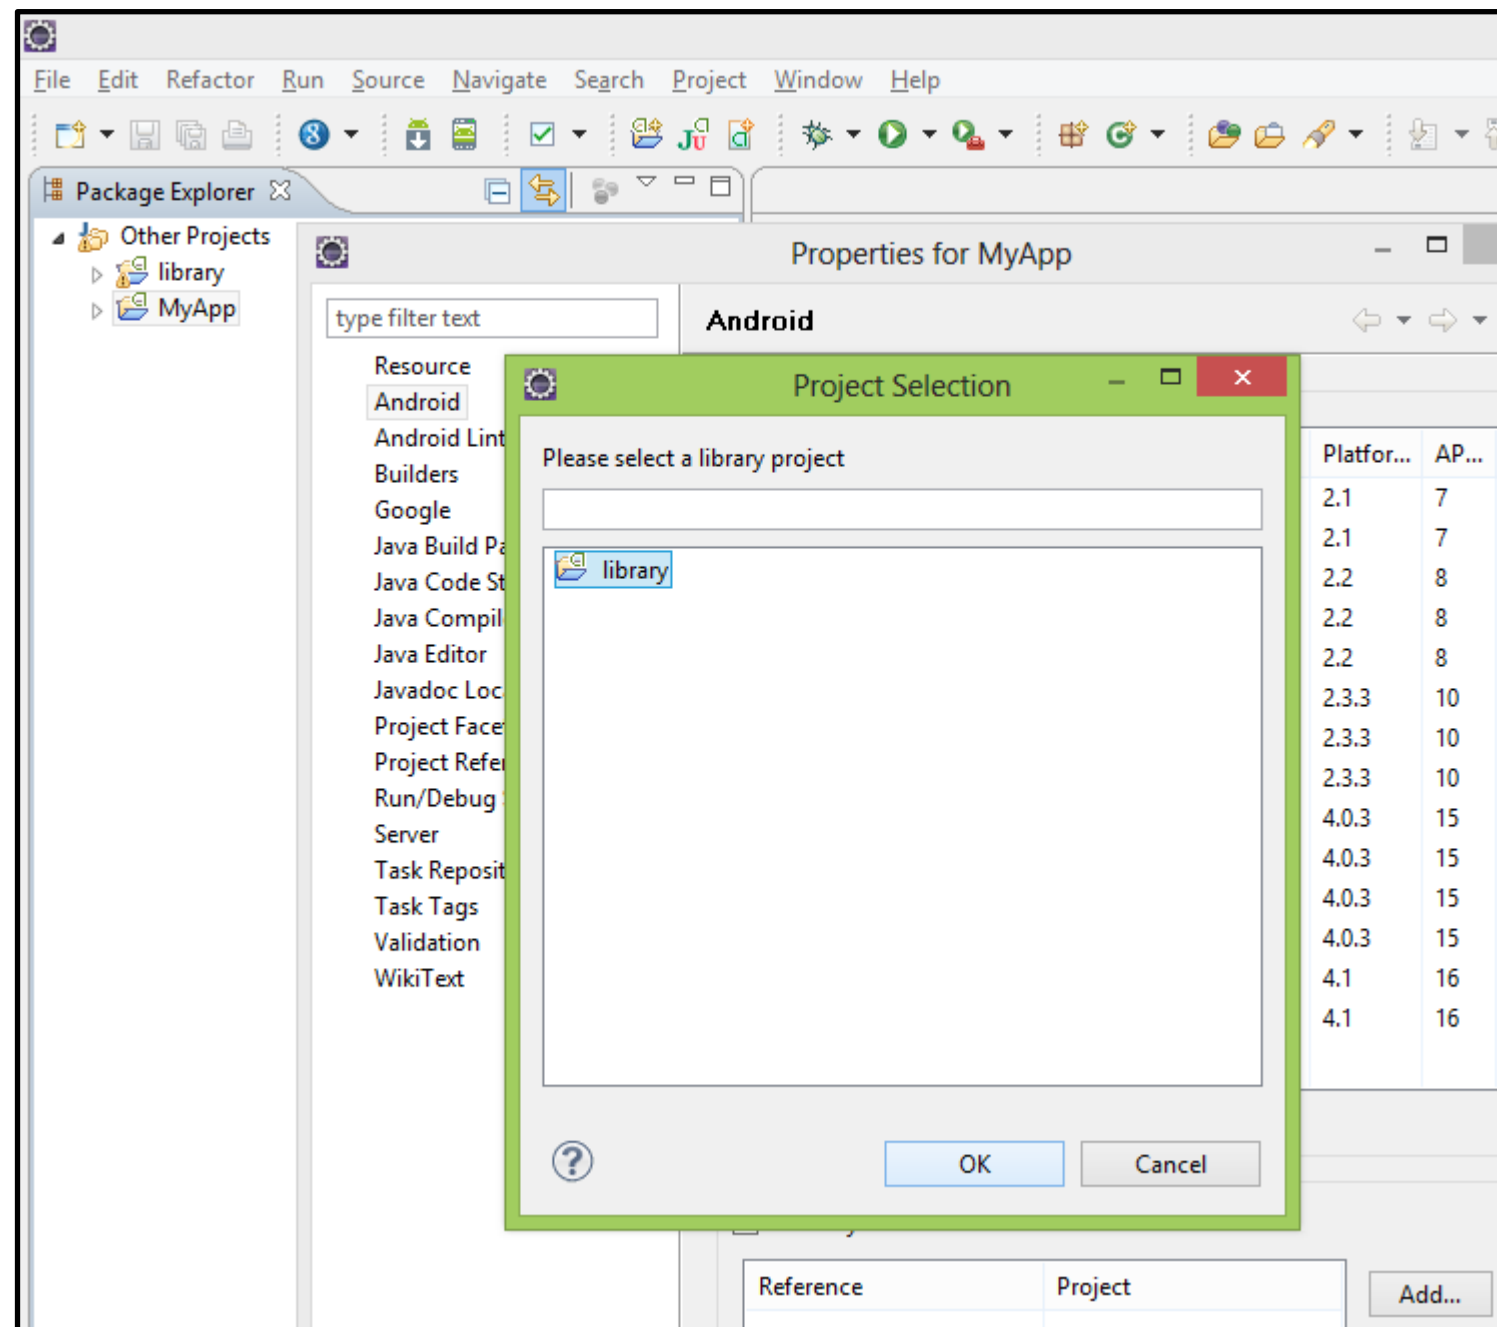 File Edit Refactor Run Source Navigate Search Project Window Help
Package Explorer
Other Projects
library
MyApp
Properties for MyApp
type filter text
Android
Resource
Android
Android Lint
Builders
Google
Java Build Pa
Java Code St
Java Compil
Java Editor
Javadoc Loc
Project Face
Project Refe
Run/Debug
Server
Task Reposit
Task Tags
Validation
WikiText
Project Selection
Please select a library project
library
OK Cancel
Platfor... AP...
2.1 7
2.1 7
2.2 8
2.2 8
2.2 8
2.3.3 10
2.3.3 10
2.3.3 10
4.0.3 15
4.0.3 15
4.0.3 15
4.0.3 15
4.1 16
4.1 16
Reference Project
Add...